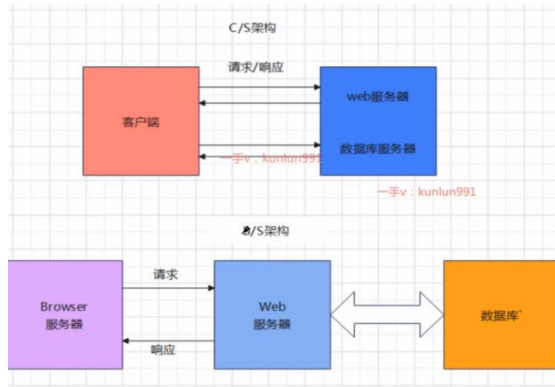 C/S架构
请求/响应
客户端
web服务器
数据库服务器
一手v：kunlun991
一手v：kunlun991
B/S架构
请求
Browser
服务器
Web
服务器
数据库`
响应